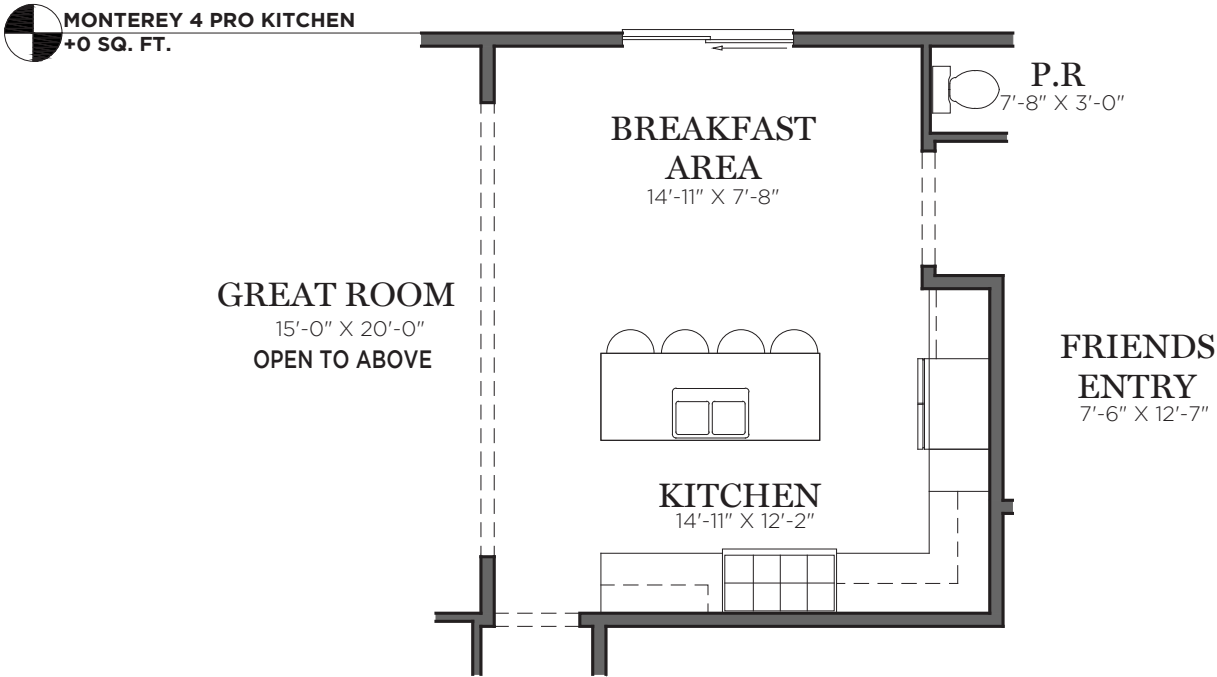 MONTEREY 4 PRO KITCHEN
+0 SQ. FT.
P.R
7'-8" X 3'-0"
BREAKFAST
AREA
14'-11" X 7'-8"
GREAT ROOM
15'-0" X 20'-0"
OPEN TO ABOVE
FRIENDS
ENTRY
7'-6" X 12'-7"
KITCHEN
14'-11" X 12'-2"